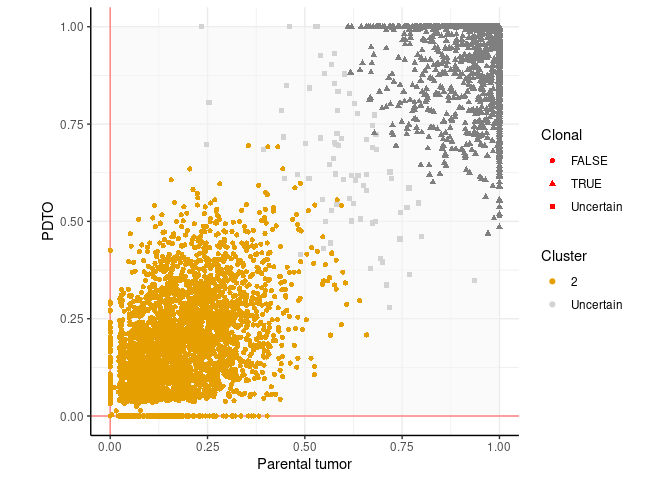 1.00
0.75
0.50
0.25
0.00
PDTO
0.00 0.25 0.50 0.75 1.00
Parental tumor
Clonal
FALSE
TRUE
Uncertain
Cluster
2
Uncertain